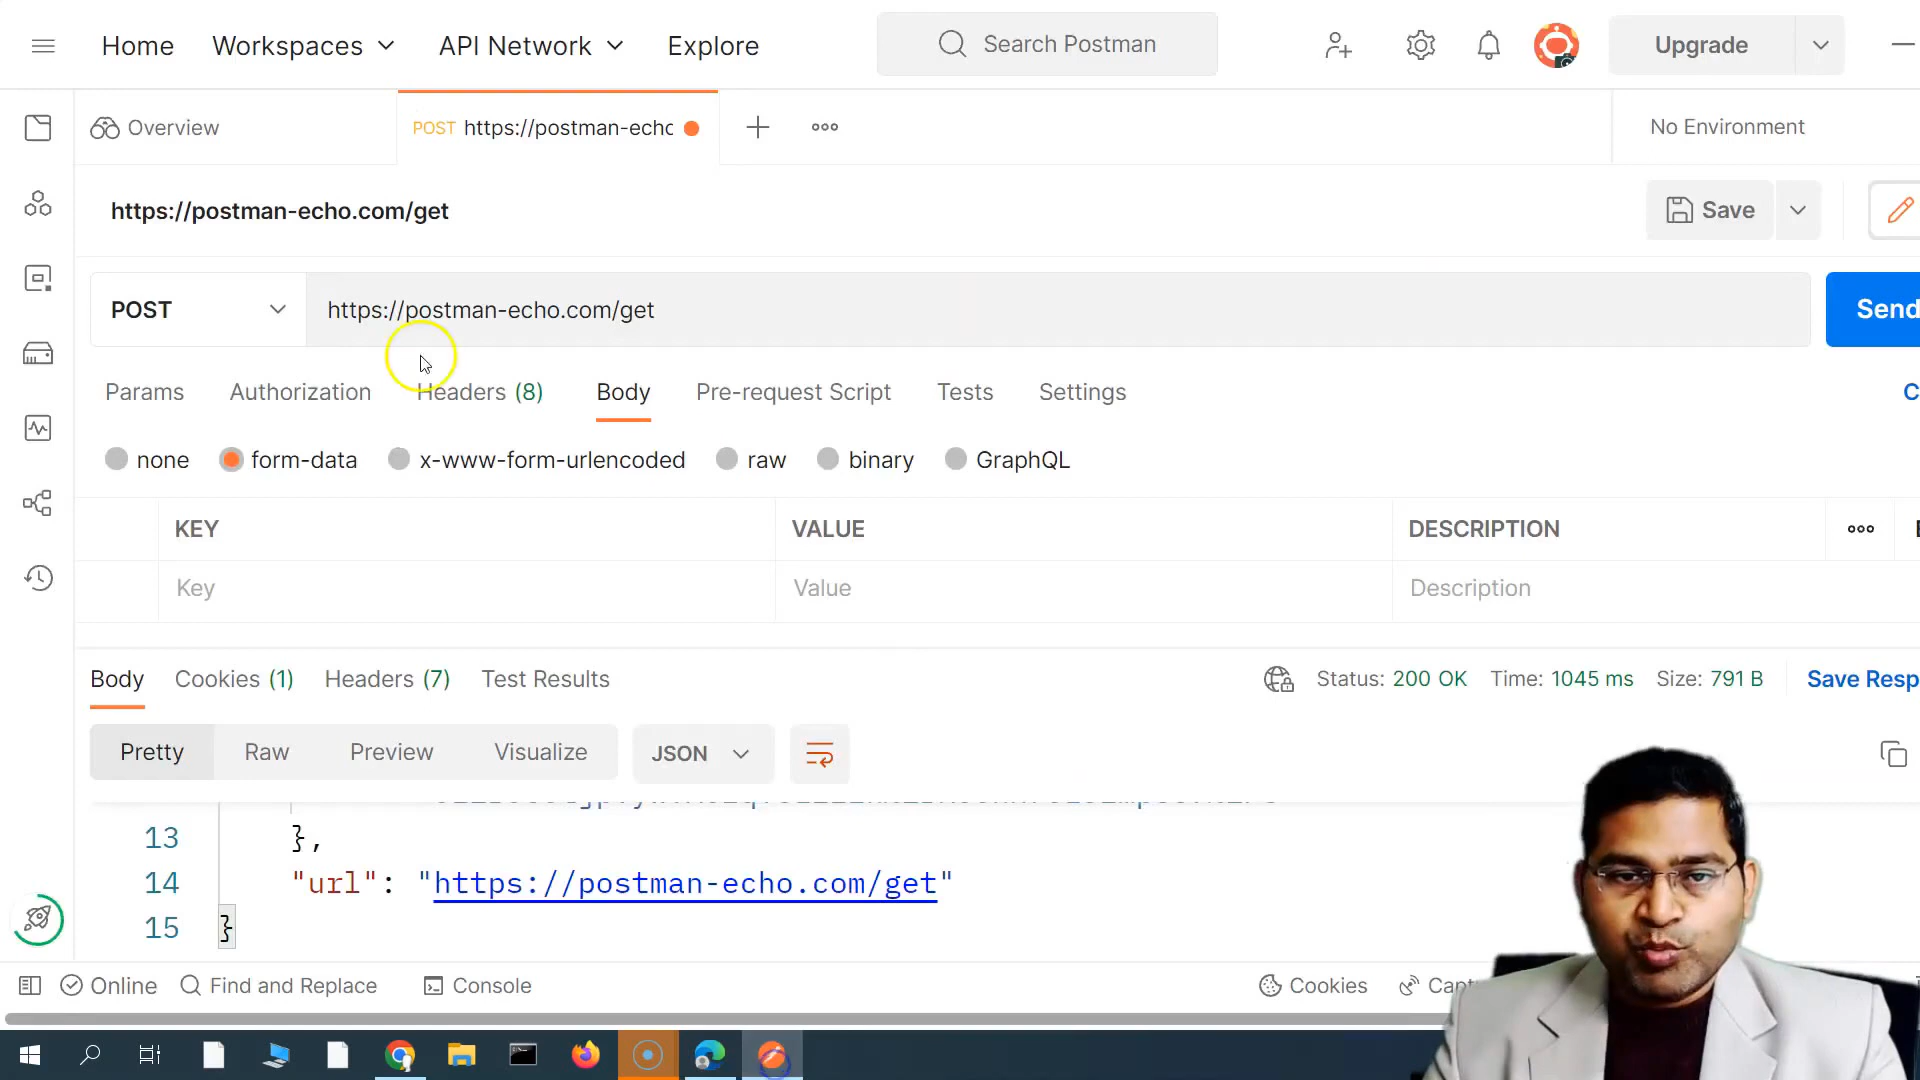 Home Workspaces API Network Explore Search Postman Upgrade
Overview POST https://postman-echo No Environment
https://postman-echo.com/get Save
POST https://postman-echo.com/get Send
Params Authorization Headers (8) Body Pre-request Script Tests Settings C
none form-data x-www-form-urlencoded raw binary GraphQL
KEY VALUE DESCRIPTION
Key Value Description
Body Cookies (1) Headers (7) Test Results Status: 200 OK Time: 1045 ms Size: 791 B Save Resp
Pretty Raw Preview Visualize JSON
13 },
14 "url": "https://postman-echo.com/get"
15 }
Online Find and Replace Console Cookies Capt